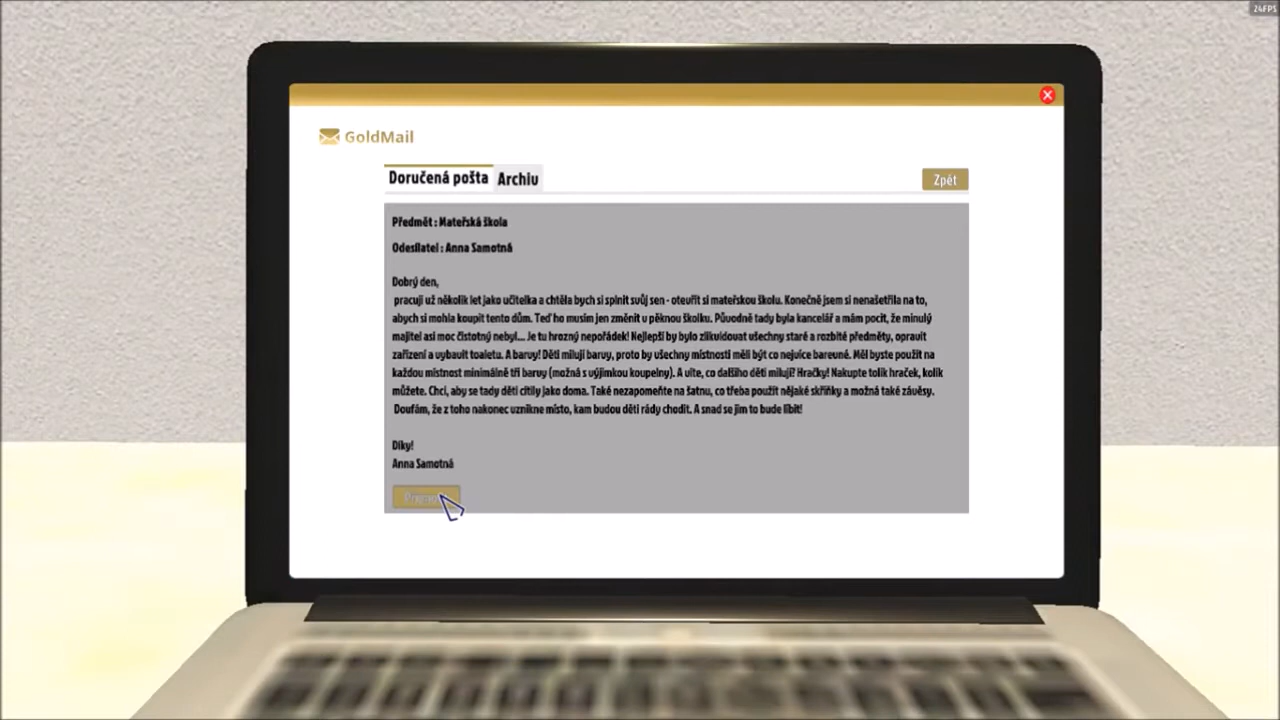 24FPS
GoldMail
Doručená pošta Archiv
Zpět
Předmět : Mateřská škola
Odesílatel : Anna Samotná
Dobrý den,
pracuji už několik let jako učitelka a chtěla bych si splnit svůj sen - otevřít si mateřskou školu. Konečně jsem si nenašetřila na to,
abych si mohla koupit tento dům. Teď ho musím jen změnit v pěknou školku. Původně tady byla kancelář a mám pocit, že minulý
majitel asi moc čistotný nebyl... Je tu hrozný nepořádek! Nejlepší by bylo zlikvidovat všechny staré a rozbité předměty, opravit
zařízení a vybavit toaletu. A barvy! Děti milují barvy, proto by všechny místnosti měli být co nejvíce barevné. Měl byste použít na
každou místnost minimálně tři barvy (možná s výjimkou koupelny). A víte, co dalšího děti milují? Hračky! Nakupte tolik hraček, kolik
můžete. Chci, aby se tady děti cítily jako doma. Také nezapomeňte na šatnu, co třeba použít nějaké skříňky a možná také závěsy.
Doufám, že z toho nakonec vznikne místo, kam budou děti rády chodit. A snad se jim to bude líbit!
Díky!
Anna Samotná